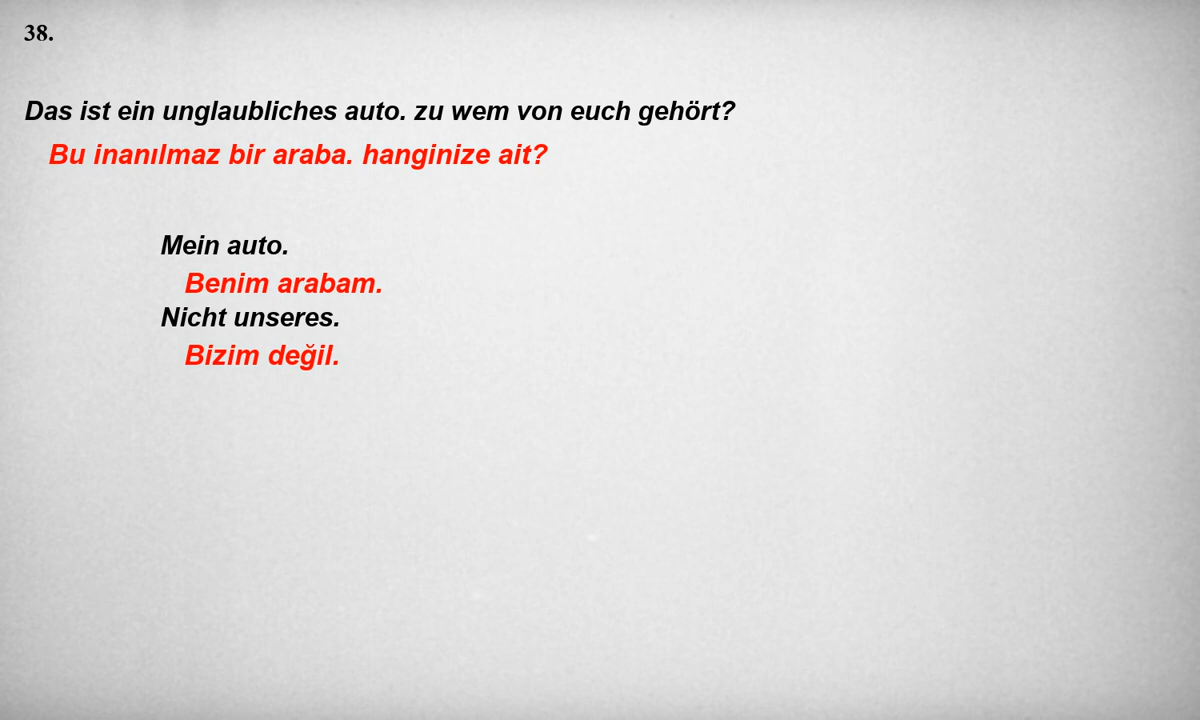 38.
Das ist ein unglaubliches auto. zu wem von euch gehört?
Bu inanılmaz bir araba. hanginize ait?
Mein auto.
Benim arabam.
Nicht unseres.
Bizim değil.